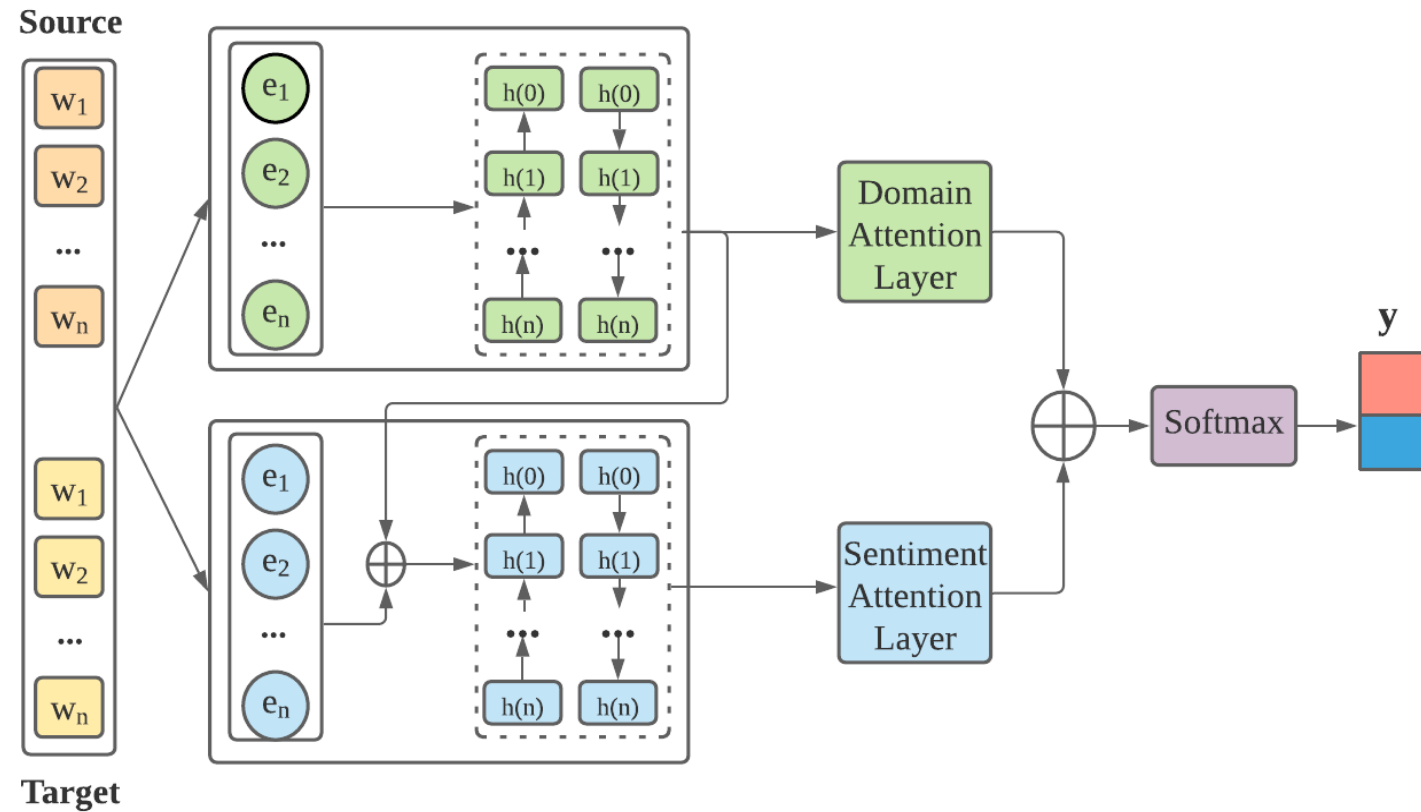 Source
w1
w2
...
wn
w1
w2
...
wn
Target
e1
e2
...
en
h(0) h(0)
h(1) h(1)
... ...
h(n) h(n)
Domain
Attention
Layer
e1
e2
...
en
h(0) h(0)
h(1) h(1)
... ...
h(n) h(n)
Sentiment
Attention
Layer
Softmax
y